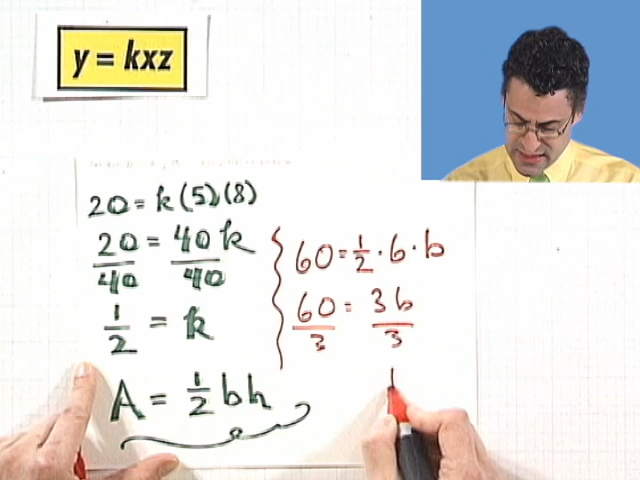 y = kxz
20 = k(5)(8)
20/40 = 40k/40
1/2 = k
A = 1/2 bh
60 = 1/2 · 6 · b
60/3 = 3b/3